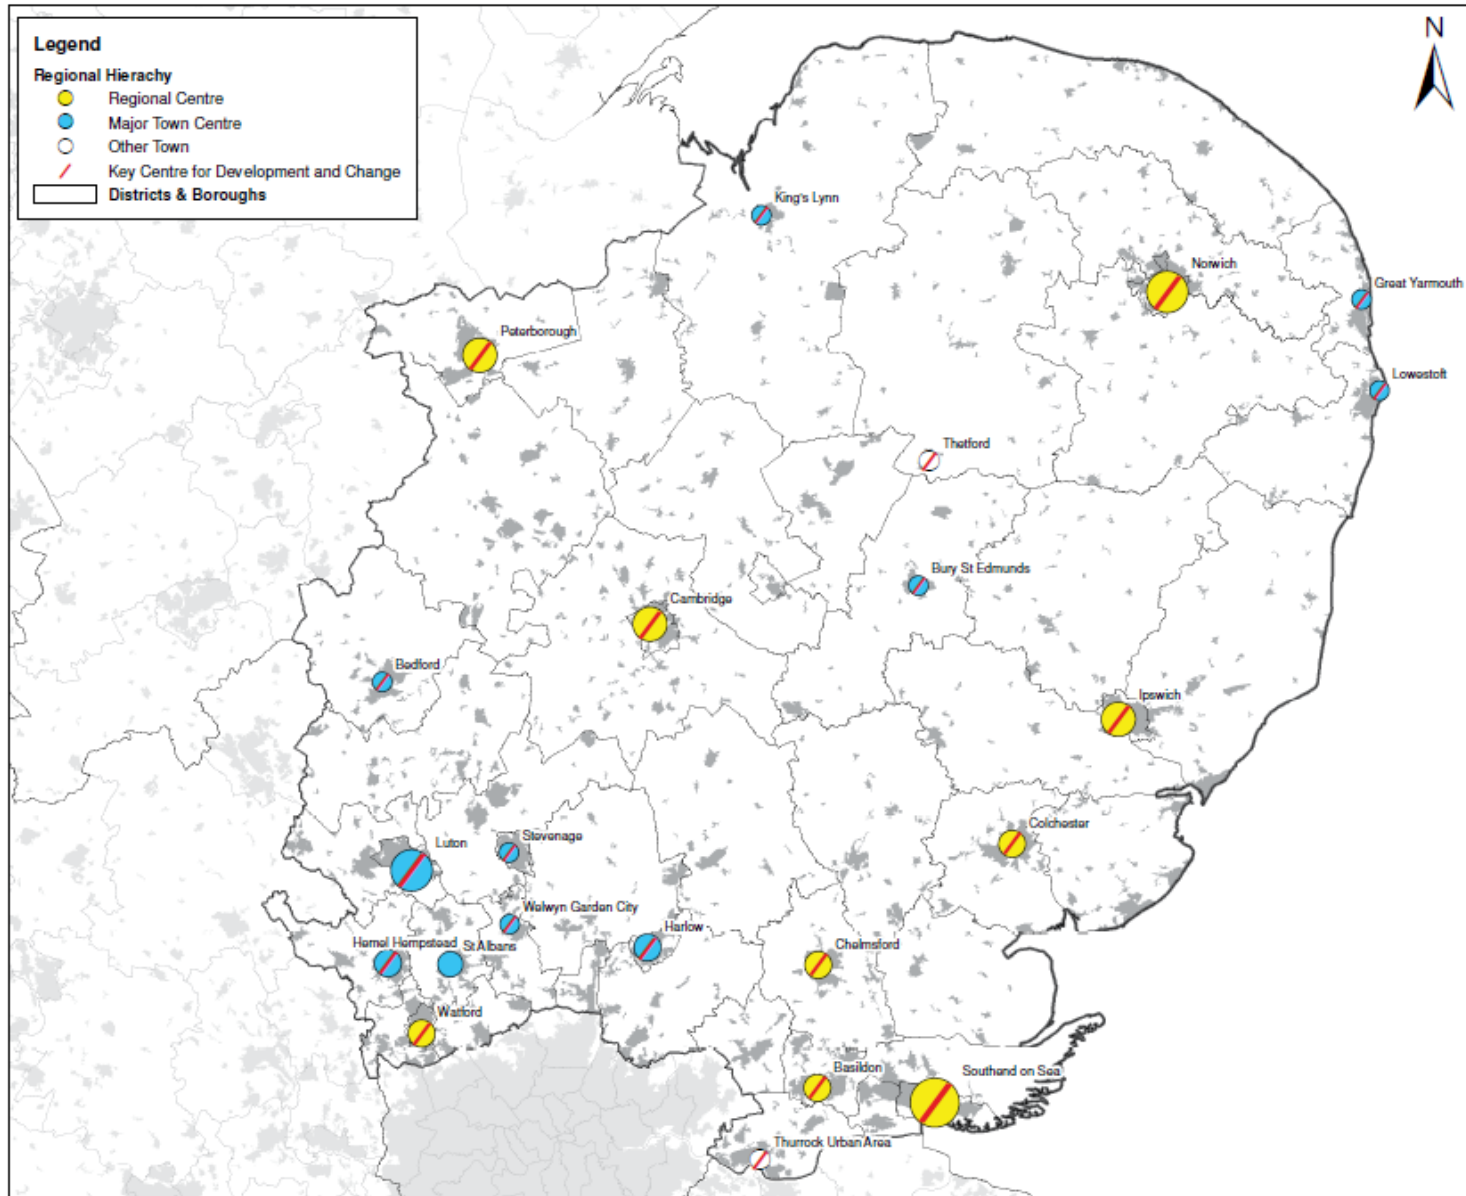 Legend
Regional Hierachy
Regional Centre
Major Town Centre
Other Town
Key Centre for Development and Change
Districts & Boroughs
N
King's Lynn
Norwich
Great Yarmouth
Peterborough
Lowestoft
Thetford
Bury St Edmunds
Cambridge
Bedford
Ipswich
Colchester
Stevenage
Luton
Welwyn Garden City
Harlow
Hemel Hempstead
St Albans
Chelmsford
Watford
Basildon
Southend on Sea
Thurrock Urban Area